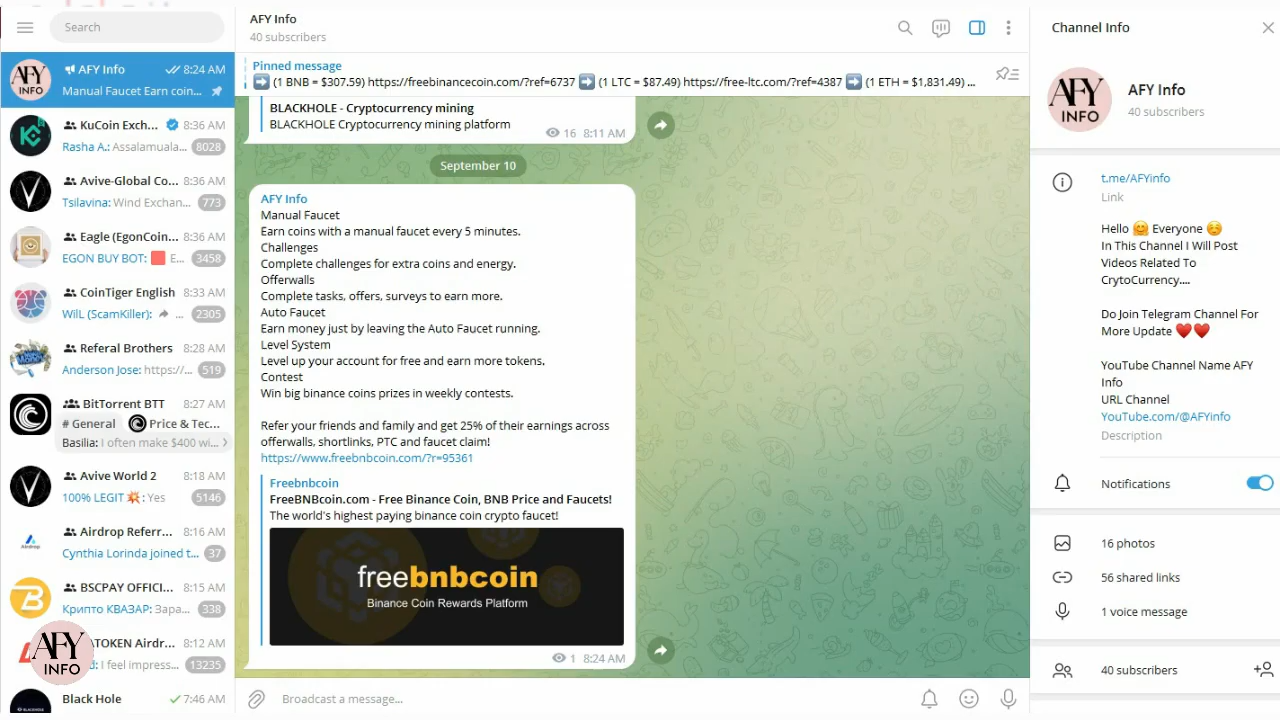 Search
AFY Info 8:24 AM
Manual Faucet Earn coin...
KuCoin Exch... 8:36 AM
Rasha A.: Assalamuala... 8028
Avive-Global Co... 8:36 AM
Tsilavina: Wind Exchan... 773
Eagle (EgonCoin... 8:36 AM
EGON BUY BOT: 🟥 E... 3458
CoinTiger English 8:33 AM
WilL (ScamKiller): ... 2305
Referal Brothers 8:28 AM
Anderson Jose: https:/... 519
BitTorrent BTT 8:27 AM
# General Price & Tec...
Basilia: I often make $400 wi...
Avive World 2 8:18 AM
100% LEGIT 💥: Yes 5146
Airdrop Referr... 8:16 AM
Airdrop
Cynthia Lorinda joined t... 37
BSCPAY OFFICI... 8:15 AM
Крипто КВАЗАР: Зара... 338
ATOKEN Airdr... 8:12 AM
d: I feel impress... 13235
AFY
INFO
Black Hole 7:46 AM
AFY Info
40 subscribers
Pinned message
➡️ (1 BNB = $307.59) https://freebinancecoin.com/?ref=6737 ➡️ (1 LTC = $87.49) https://free-ltc.com/?ref=4387 ➡️ (1 ETH = $1,831.49) ...
BLACKHOLE - Cryptocurrency mining
BLACKHOLE Cryptocurrency mining platform
16 8:11 AM
September 10
AFY Info
Manual Faucet
Earn coins with a manual faucet every 5 minutes.
Challenges
Complete challenges for extra coins and energy.
Offerwalls
Complete tasks, offers, surveys to earn more.
Auto Faucet
Earn money just by leaving the Auto Faucet running.
Level System
Level up your account for free and earn more tokens.
Contest
Win big binance coins prizes in weekly contests.
Refer your friends and family and get 25% of their earnings across
offerwalls, shortlinks, PTC and faucet claim!
https://www.freebnbcoin.com/?r=95361
Freebnbcoin
FreeBNBcoin.com - Free Binance Coin, BNB Price and Faucets!
The world's highest paying binance coin crypto faucet!
freebnbcoin
Binance Coin Rewards Platform
1 8:24 AM
Broadcast a message...
Channel Info
AFY
INFO
AFY Info
40 subscribers
t.me/AFYinfo
Link
Hello 🤗 Everyone ☺️
In This Channel I Will Post
Videos Related To
CrytoCurrency....
Do Join Telegram Channel For
More Update ♥️♥️
YouTube Channel Name AFY
Info
URL Channel
YouTube.com/@AFYinfo
Description
Notifications
16 photos
56 shared links
1 voice message
40 subscribers